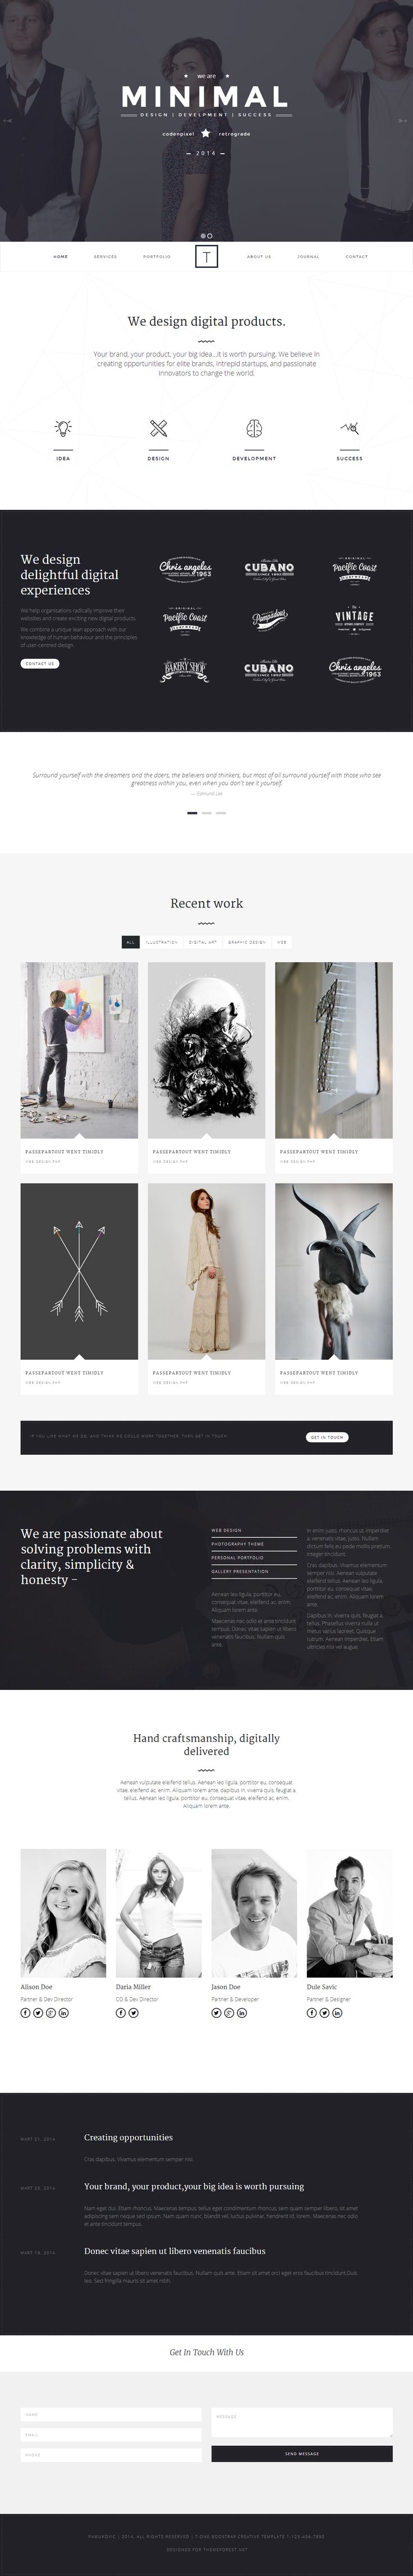 we are
MINIMAL
DESIGN | DEVELPMENT | SUCCESS
codenpixel retrograde
2014
HOME SERVICES PORTFOLIO T ABOUT US JOURNAL CONTACT
We design digital products.
Your brand, your product, your big idea...it is worth pursuing. We believe in
creating opportunities for elite brands, intrepid startups, and passionate
innovators to change the world.
IDEA DESIGN DEVELOPMENT SUCCESS
We design
delightful digital
experiences
We help organisations radically improve their
websites and create exciting new digital products.
We combine a unique lean approach with our
knowledge of human behaviour and the principles
of user-centred design.
CONTACT US
Chris angeles 1963
CUBANO
SINCE 1892
ORIGINAL
Pacific Coast
ORIGINAL
Pacific Coast
Pompadour
The
VINTAGE
BAKERY SHOP
CUBANO
SINCE 1892
Chris angeles 1963
Surround yourself with the dreamers and the doers, the believers and thinkers, but most of all surround yourself with those who see
greatness within you, even when you don't see it yourself.
— Edmund Lee
Recent work
ALL ILLUSTRATION DIGITAL ART GRAPHIC DESIGN WEB
PASSEPARTOUT WENT TIMIDLY
WEB DESIGN,PHP
PASSEPARTOUT WENT TIMIDLY
WEB DESIGN,PHP
PASSEPARTOUT WENT TIMIDLY
WEB DESIGN,PHP
PASSEPARTOUT WENT TIMIDLY
WEB DESIGN,PHP
PASSEPARTOUT WENT TIMIDLY
WEB DESIGN,PHP
PASSEPARTOUT WENT TIMIDLY
WEB DESIGN,PHP
IF YOU LIKE WHAT WE DO, AND THINK WE COULD WORK TOGETHER, THEN GET IN TOUCH
GET IN TOUCH
We are passionate about
solving problems with
clarity, simplicity &
honesty –
WEB DESIGN
PHOTOGRAPHY THEME
PERSONAL PORTFOLIO
GALLERY PRESENTATION
Aenean leo ligula, porttitor eu,
consequat vitae, eleifend ac, enim.
Aliquam lorem ante.
Maecenas nec odio et ante tincidunt
tempus. Donec vitae sapien ut libero
venenatis faucibus. Nullam quis
ante.
In enim justo, rhoncus ut, imperdiet
a, venenatis vitae, justo. Nullam
dictum felis eu pede mollis pretium.
Integer tincidunt.
Cras dapibus. Vivamus elementum
semper nisi. Aenean vulputate
eleifend tellus. Aenean leo ligula,
porttitor eu, consequat vitae,
eleifend ac, enim. Aliquam lorem
ante.
Dapibus in, viverra quis, feugiat a,
tellus. Phasellus viverra nulla ut
metus varius laoreet. Quisque
rutrum. Aenean imperdiet. Etiam
ultricies nisi vel augue.
Hand craftsmanship, digitally
delivered
Aenean vulputate eleifend tellus. Aenean leo ligula, porttitor eu, consequat
vitae, eleifend ac, enim. Aliquam lorem ante, dapibus in, viverra quis, feugiat a,
tellus. Aenean leo ligula, porttitor eu, consequat vitae, eleifend ac, enim.
Aliquam lorem ante.
Alison Doe
Partner & Dev Director
Daria Miller
CO & Dev Director
Jason Doe
Partner & Developer
Dule Savic
Partner & Designer
MART 21, 2014
Creating opportunities
Cras dapibus. Vivamus elementum semper nisi.
MART 20, 2014
Your brand, your product,your big idea is worth pursuing
Nam eget dui. Etiam rhoncus. Maecenas tempus, tellus eget condimentum rhoncus, sem quam semper libero, sit amet
adipiscing sem neque sed ipsum. Nam quam nunc, blandit vel, luctus pulvinar, hendrerit id, lorem. Maecenas nec odio
et ante tincidunt tempus.
MART 18, 2014
Donec vitae sapien ut libero venenatis faucibus
Donec vitae sapien ut libero venenatis faucibus. Nullam quis ante. Etiam sit amet orci eget eros faucibus tincidunt.Duis
leo. Sed fringilla mauris sit amet nibh.
Get In Touch With Us
NAME
EMAIL
PHONE
MESSAGE
SEND MESSAGE
DESIGNED FOR THEMEFOREST.NET